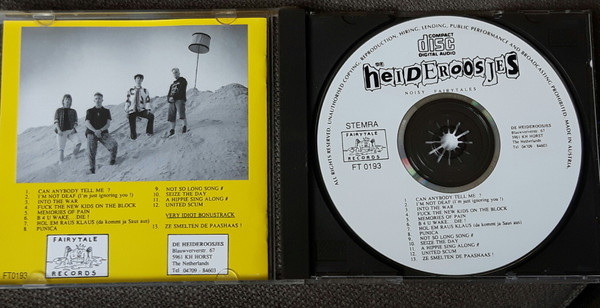 1. CAN ANYBODY TELL ME ?
2. I'M NOT DEAF (I'm just ignoring you !)
3. INTO THE WAR
4. FUCK THE NEW KIDS ON THE BLOCK
5. MEMORIES OF PAIN
6. B 4 U WAKE... DIE !
7. HOL EM RAUS KLAUS (da kommt ja Saus aus)
8. PUNICA
9. NOT SO LONG SONG #
10. SEIZE THE DAY
11. A HIPPIE SING ALONG #
12. UNITED SCUM
VERY IDIOT BONUSTRACK
13. ZE SMELTEN DE PAASHAAS !
FT0193
FAIRYTALE
RECORDS
DE HEIDEROOSJES
Blauwververstr. 67
5961 KH HORST
The Netherlands
Tel 04709 - 84603
UNAUTHORISED COPYING, REPRODUCTION, HIRING, LENDING, PUBLIC PERFORMANCE AND BROADCASTING PROHIBITED. MADE IN AUSTRIA.
COMPACT
disc
DIGITAL AUDIO
DE
HEIDEROOSJES
NOISY FAIRYTALES
STEMRA
FAIRYTALE
RECORDS
FT 0193
DE HEIDEROOSJES
Blauwververstr. 67
5961 KH HORST
The Netherlands
Tel 04709 - 84603
1. CAN ANYBODY TELL ME ?
2. I'M NOT DEAF (I'm just ignoring you !)
3. INTO THE WAR
4. FUCK THE NEW KIDS ON THE BLOCK
5. MEMORIES OF PAIN
6. B 4 U WAKE... DIE !
7. HOL EM RAUS KLAUS (da kommt ja Saus aus)
8. PUNICA
9. NOT SO LONG SONG #
10. SEIZE THE DAY
11. A HIPPIE SING ALONG #
12. UNITED SCUM
13. ZE SMELTEN DE PAASHAAS !